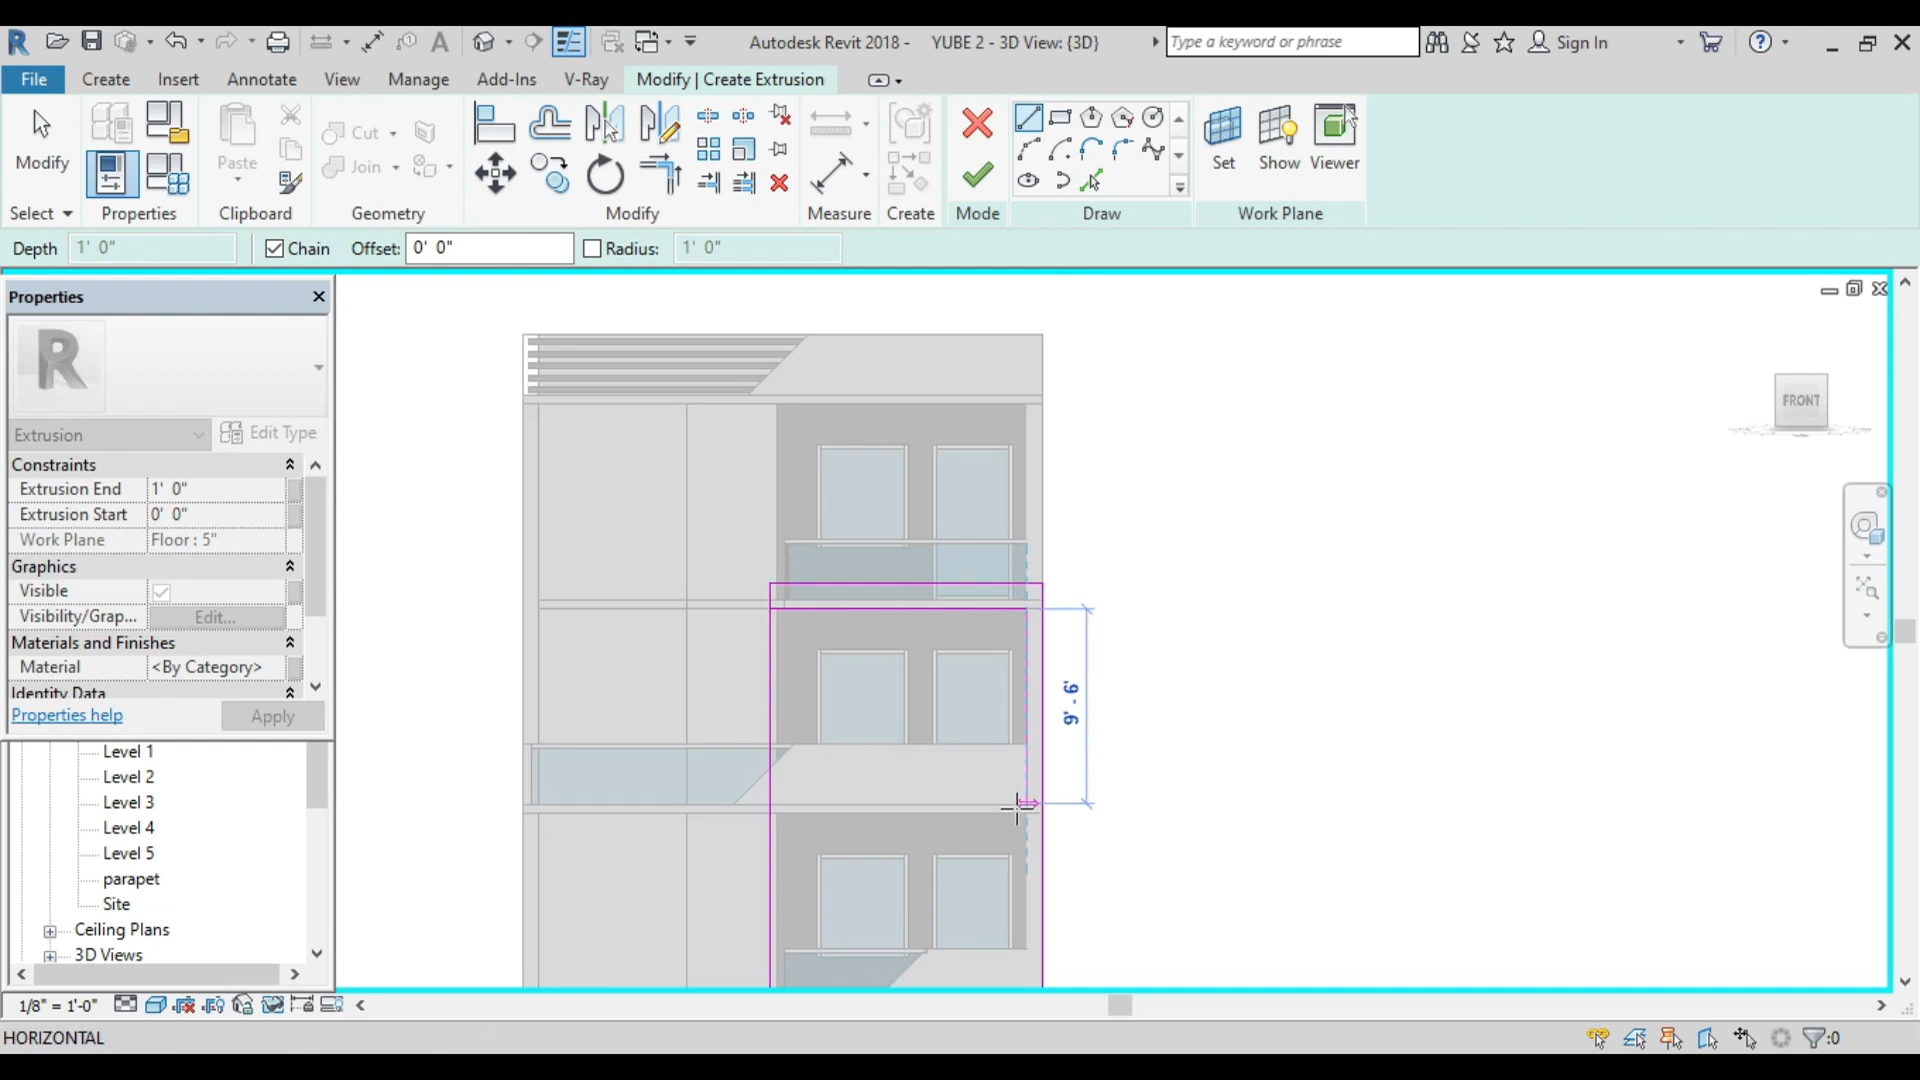 Autodesk Revit 2018 - YUBE 2 - 3D View: {3D}
Type a keyword or phrase
Sign In
File Create Insert Annotate View Manage Add-Ins V-Ray Modify | Create Extrusion
Modify
Paste
Cut
Join
Set Show Viewer
Select Properties Clipboard Geometry Modify Measure Create Mode Draw Work Plane
Depth 1' 0" Chain Offset: 0' 0" Radius: 1' 0"
Properties
Extrusion Edit Type
Constraints
Extrusion End 1' 0"
Extrusion Start 0' 0"
Work Plane Floor : 5"
Graphics
Visible
Visibility/Grap... Edit...
Materials and Finishes
Material <By Category>
Identity Data
Properties help Apply
Level 1
Level 2
Level 3
Level 4
Level 5
parapet
Site
Ceiling Plans
3D Views
FRONT
9' - 6'
1/8" = 1'-0"
HORIZONTAL
:0